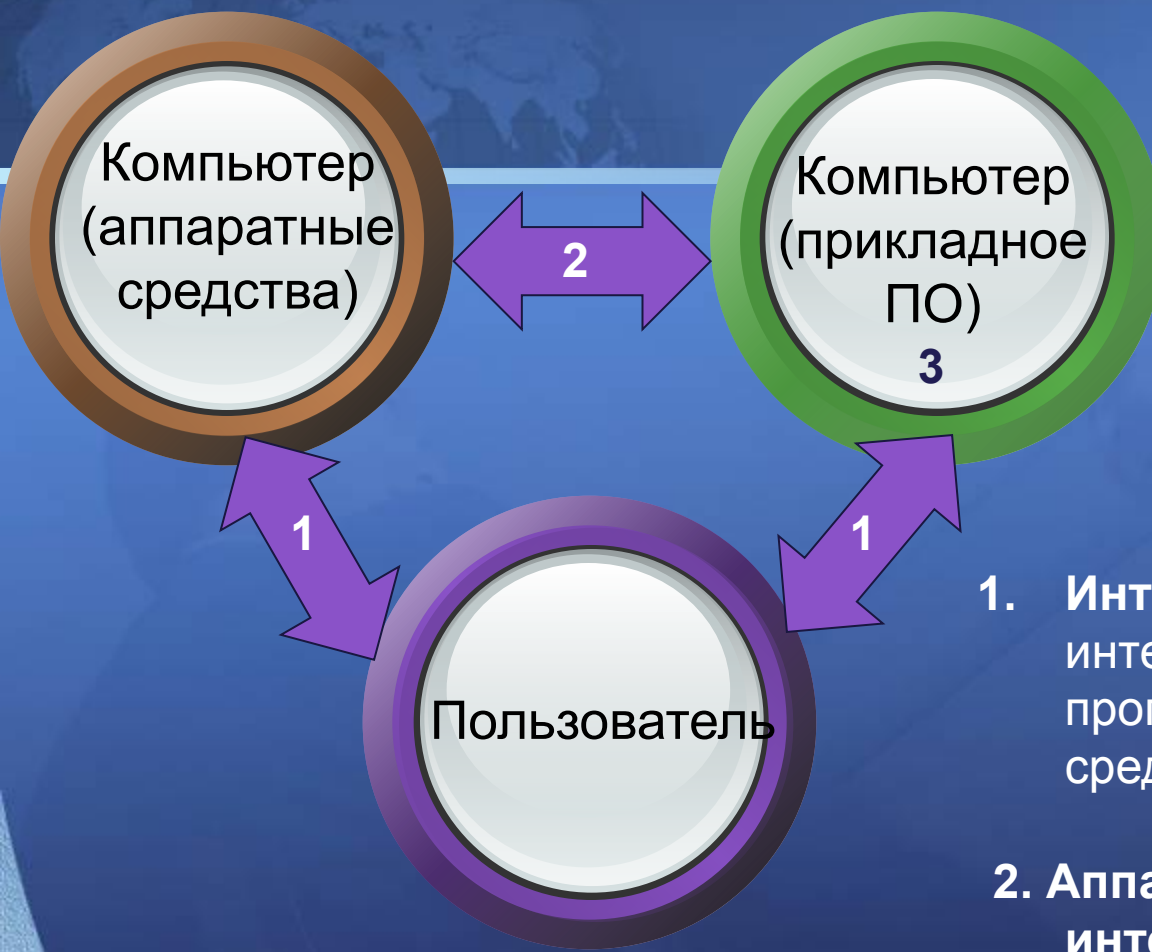 Компьютер
(аппаратные
средства)
2
Компьютер
(прикладное
ПО)
3
1
1
Пользователь
1.
2.